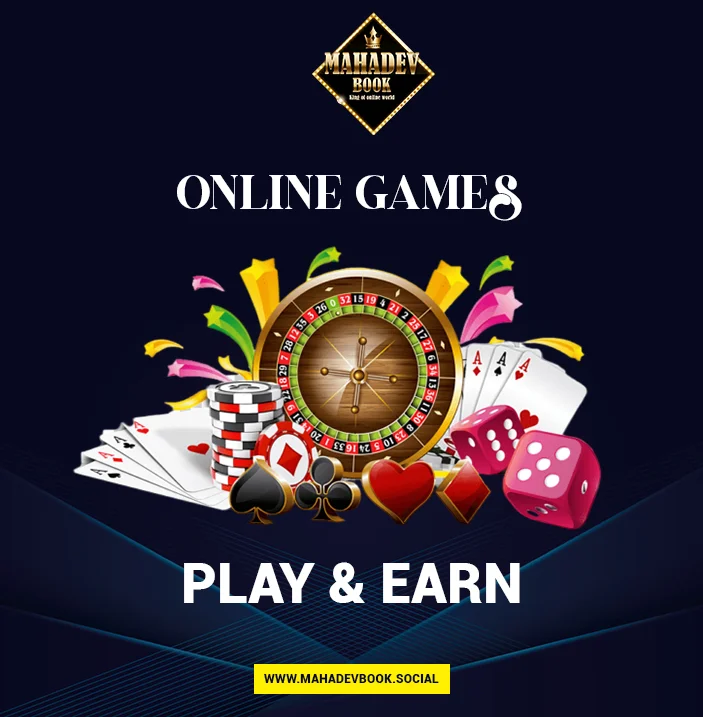 MAHADEV
BOOK
King of online world
ONLINE GAMES
PLAY & EARN
WWW.MAHADEVBOOK.SOCIAL